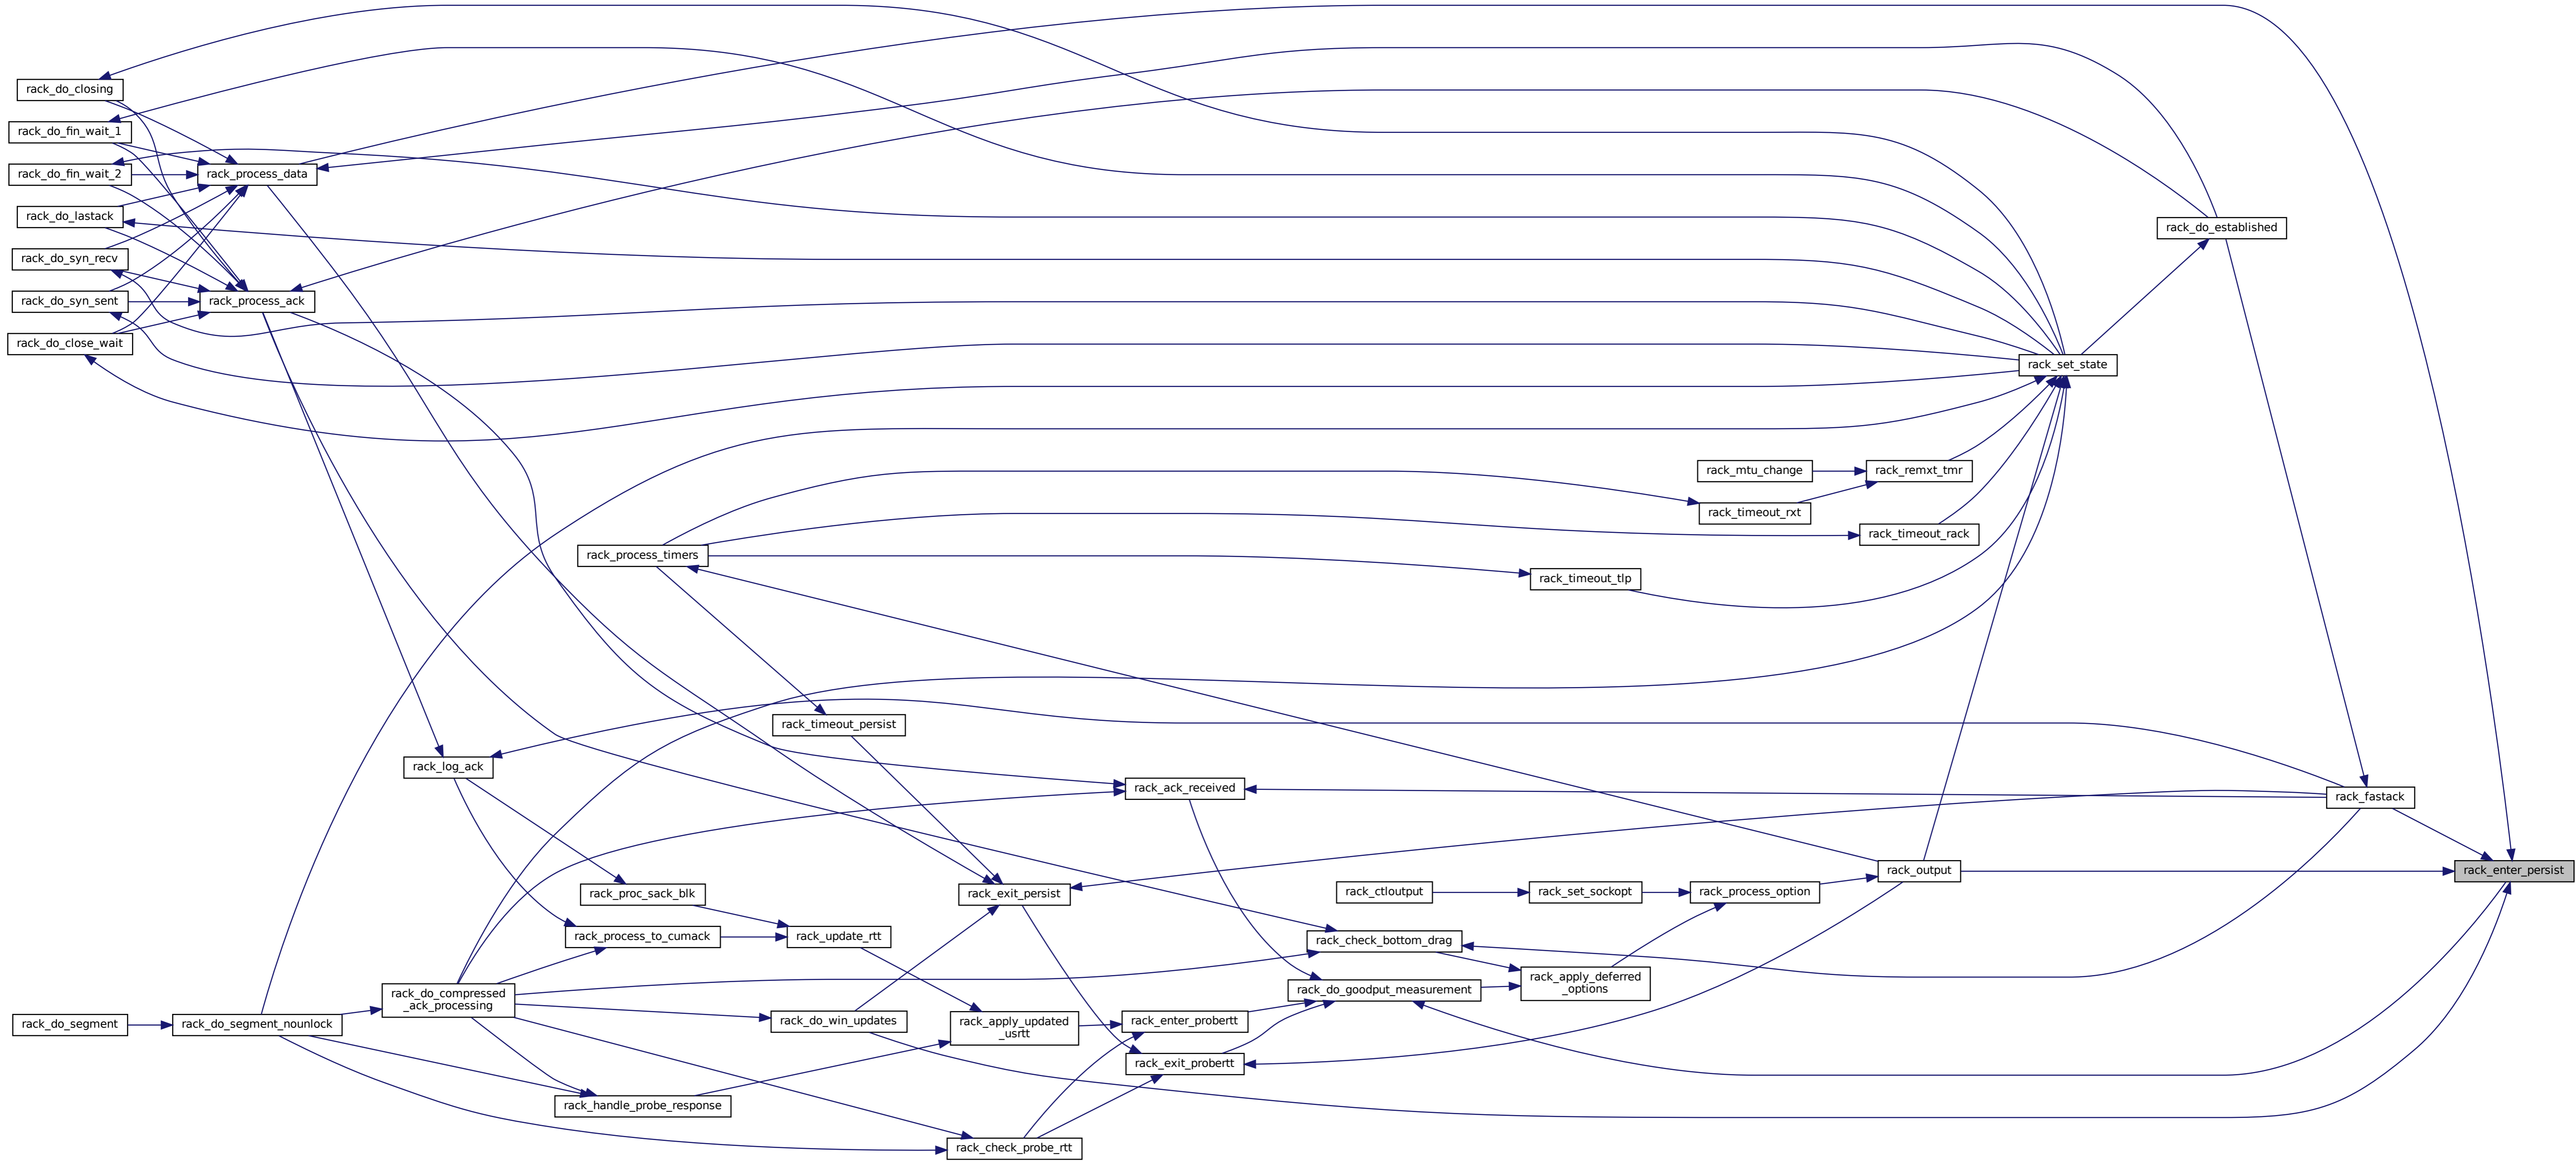 rack_do_closing
rack_do_fin_wait_1
rack_do_fin_wait_2
rack_process_data
rack_do_lastack
rack_do_established
rack_do_syn_recv
rack_do_syn_sent
rack_process_ack
rack_do_close_wait
rack_set_state
rack_mtu_change
rack_remxt_tmr
rack_timeout_rxt
rack_timeout_rack
rack_process_timers
rack_timeout_tlp
rack_timeout_persist
rack_log_ack
rack_ack_received
rack_fastack
rack_output
rack_enter_persist
rack_proc_sack_blk
rack_exit_persist
rack_ctloutput
rack_set_sockopt
rack_process_option
rack_process_to_cumack
rack_update_rtt
rack_check_bottom_drag
rack_apply_deferred
_options
rack_do_goodput_measurement
rack_do_compressed
_ack_processing
rack_do_segment
rack_do_segment_nounlock
rack_do_win_updates
rack_apply_updated
_usrtt
rack_enter_probertt
rack_exit_probertt
rack_handle_probe_response
rack_check_probe_rtt